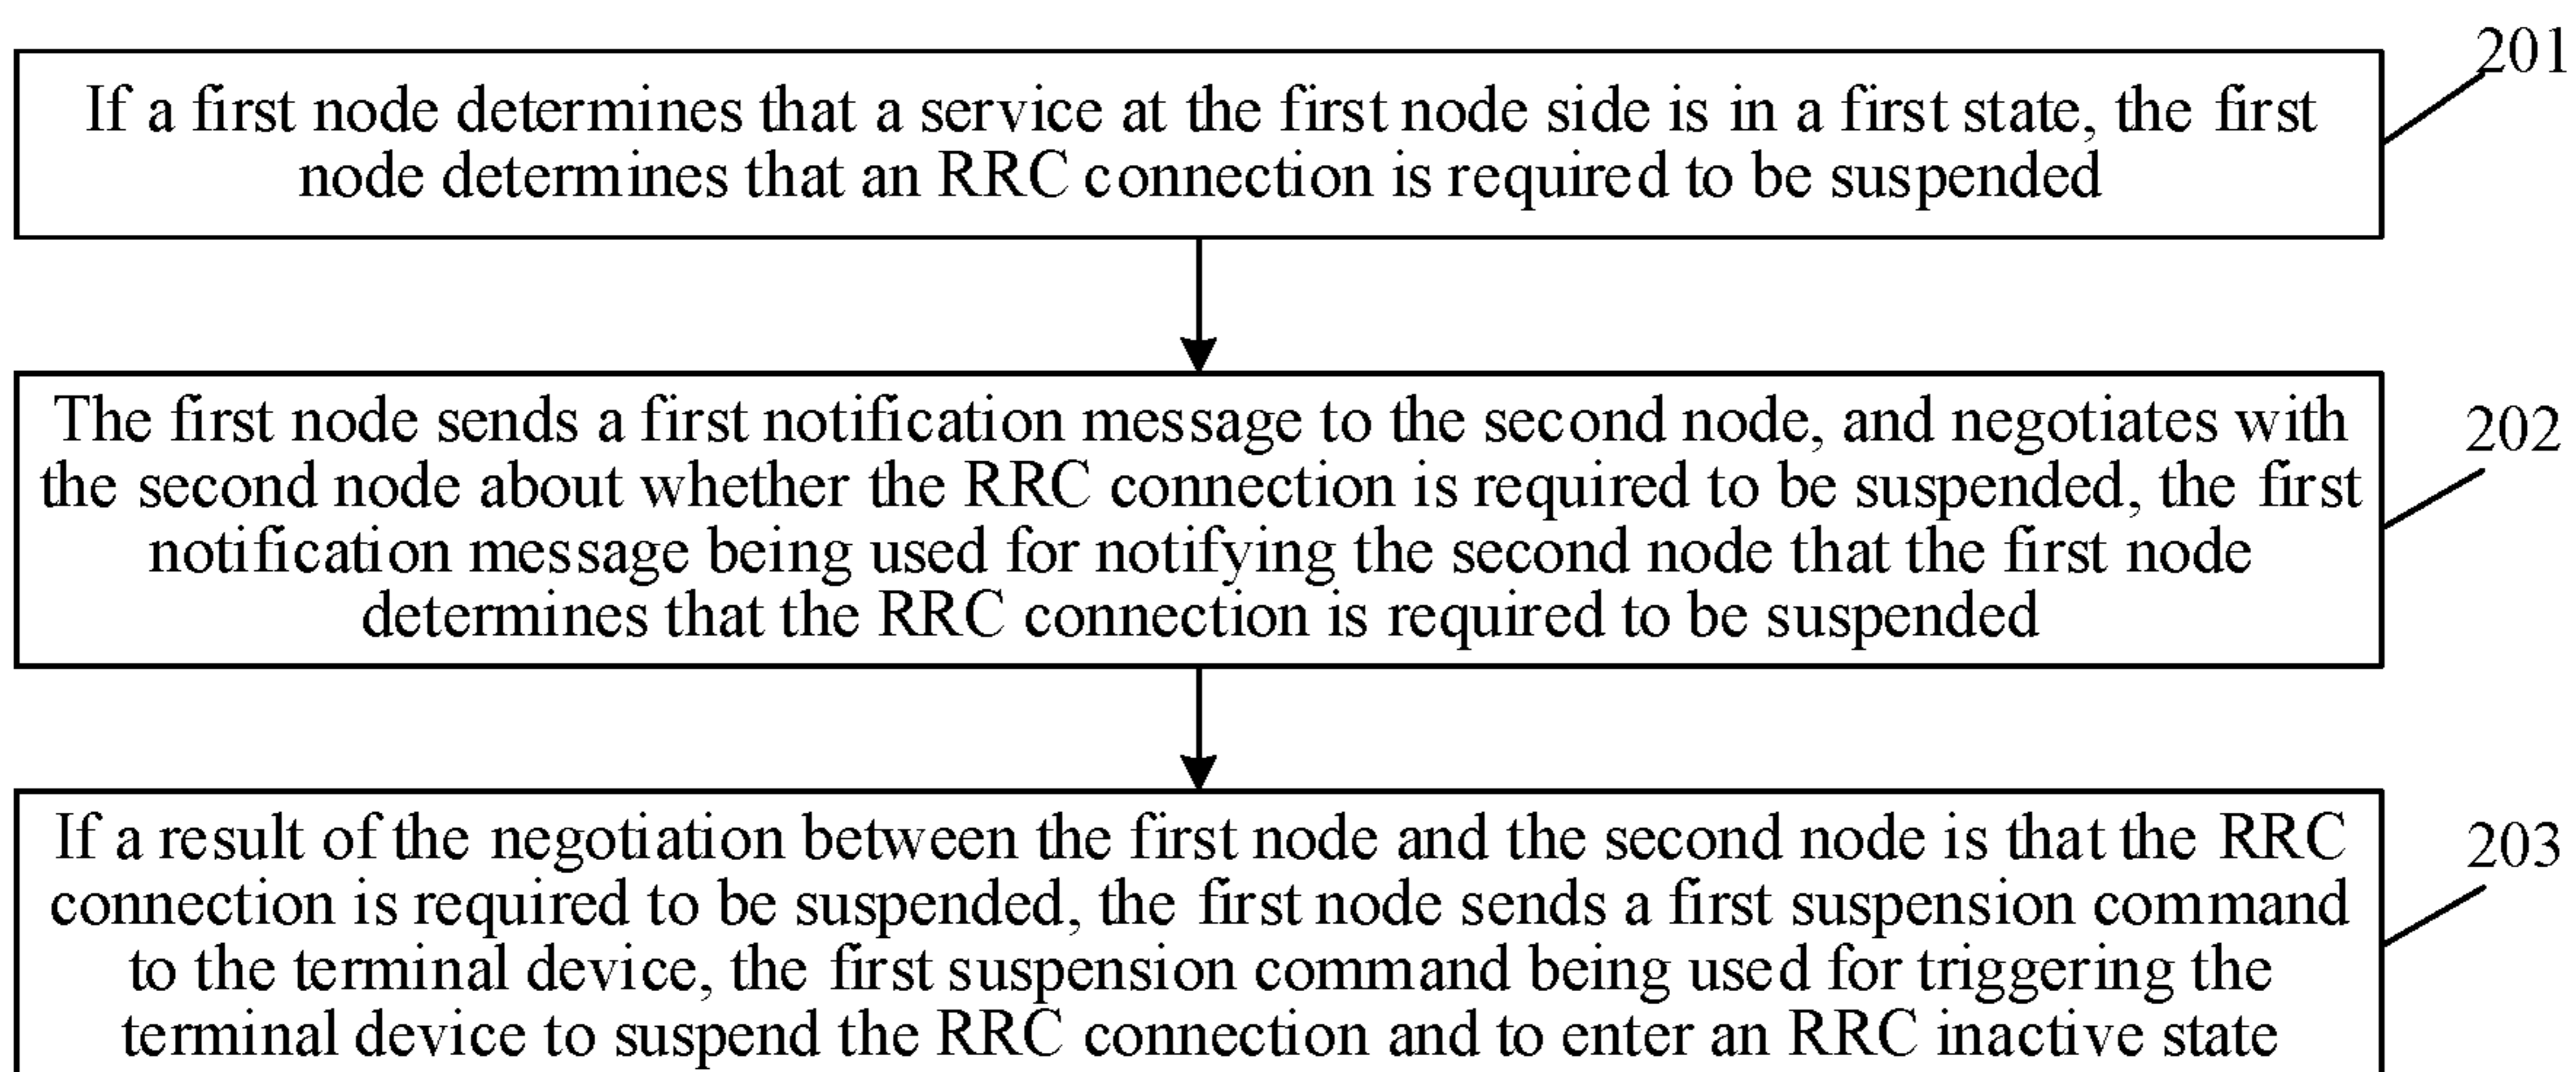 201
If a first node determines that a service at the first node side is in a first state, the first
node determines that an RRC connection is required to be suspended
The first node sends a first notification message to the second node, and negotiates with
the second node about whether the RRC connection is required to be suspended, the first
notification message being used for notifying the second node that the first node
determines that the RRC connection is required to be suspended
202
If a result of the negotiation between the first node and the second node is that the RRC
connection is required to be suspended, the first node sends a first suspension command
to the terminal device, the first suspension command being used for triggering the
terminal device to suspend the RRC connection and to enter an RRC inactive state
203